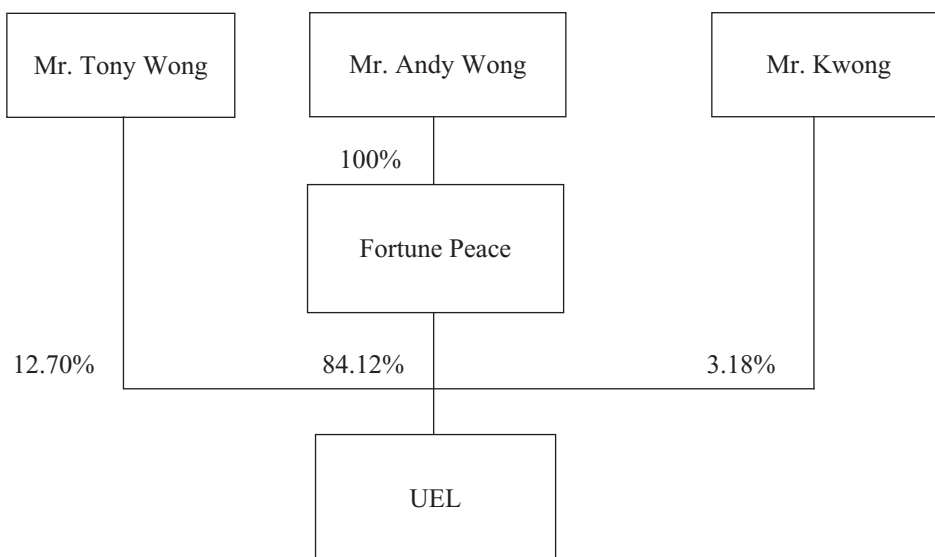 Mr. Tony Wong
Mr. Andy Wong
Mr. Kwong
100%
Fortune Peace
12.70%
84.12%
3.18%
UEL